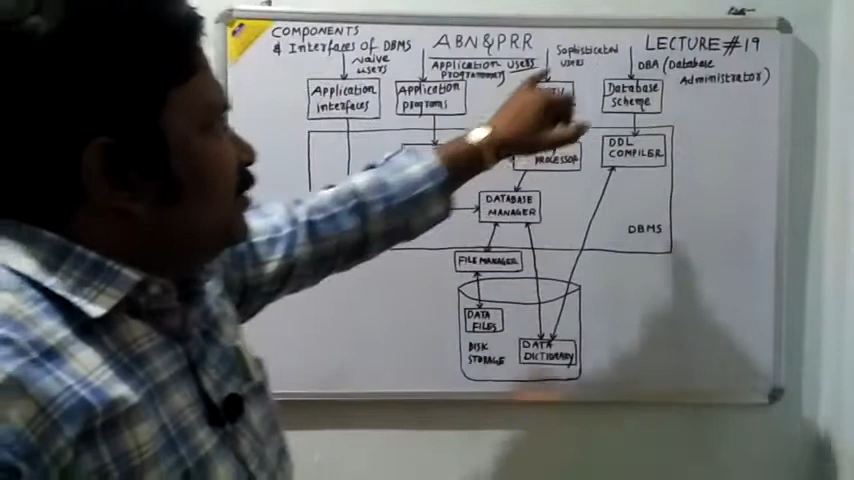 COMPONENTS
& Interfaces of DBMS
ABN&PRR
LECTURE#19
NAIVE
USERS
Application Users
(Programmer)
Sophisticated
users
DBA (Database
Administrator)
Application
interfaces
Application
programs
Database
Scheme
PROCESSOR
DDL
COMPILER
DATABASE
MANAGER
DBMS
FILE MANAGER
DATA
FILES
DISK
STORAGE
DATA
DICTIONARY